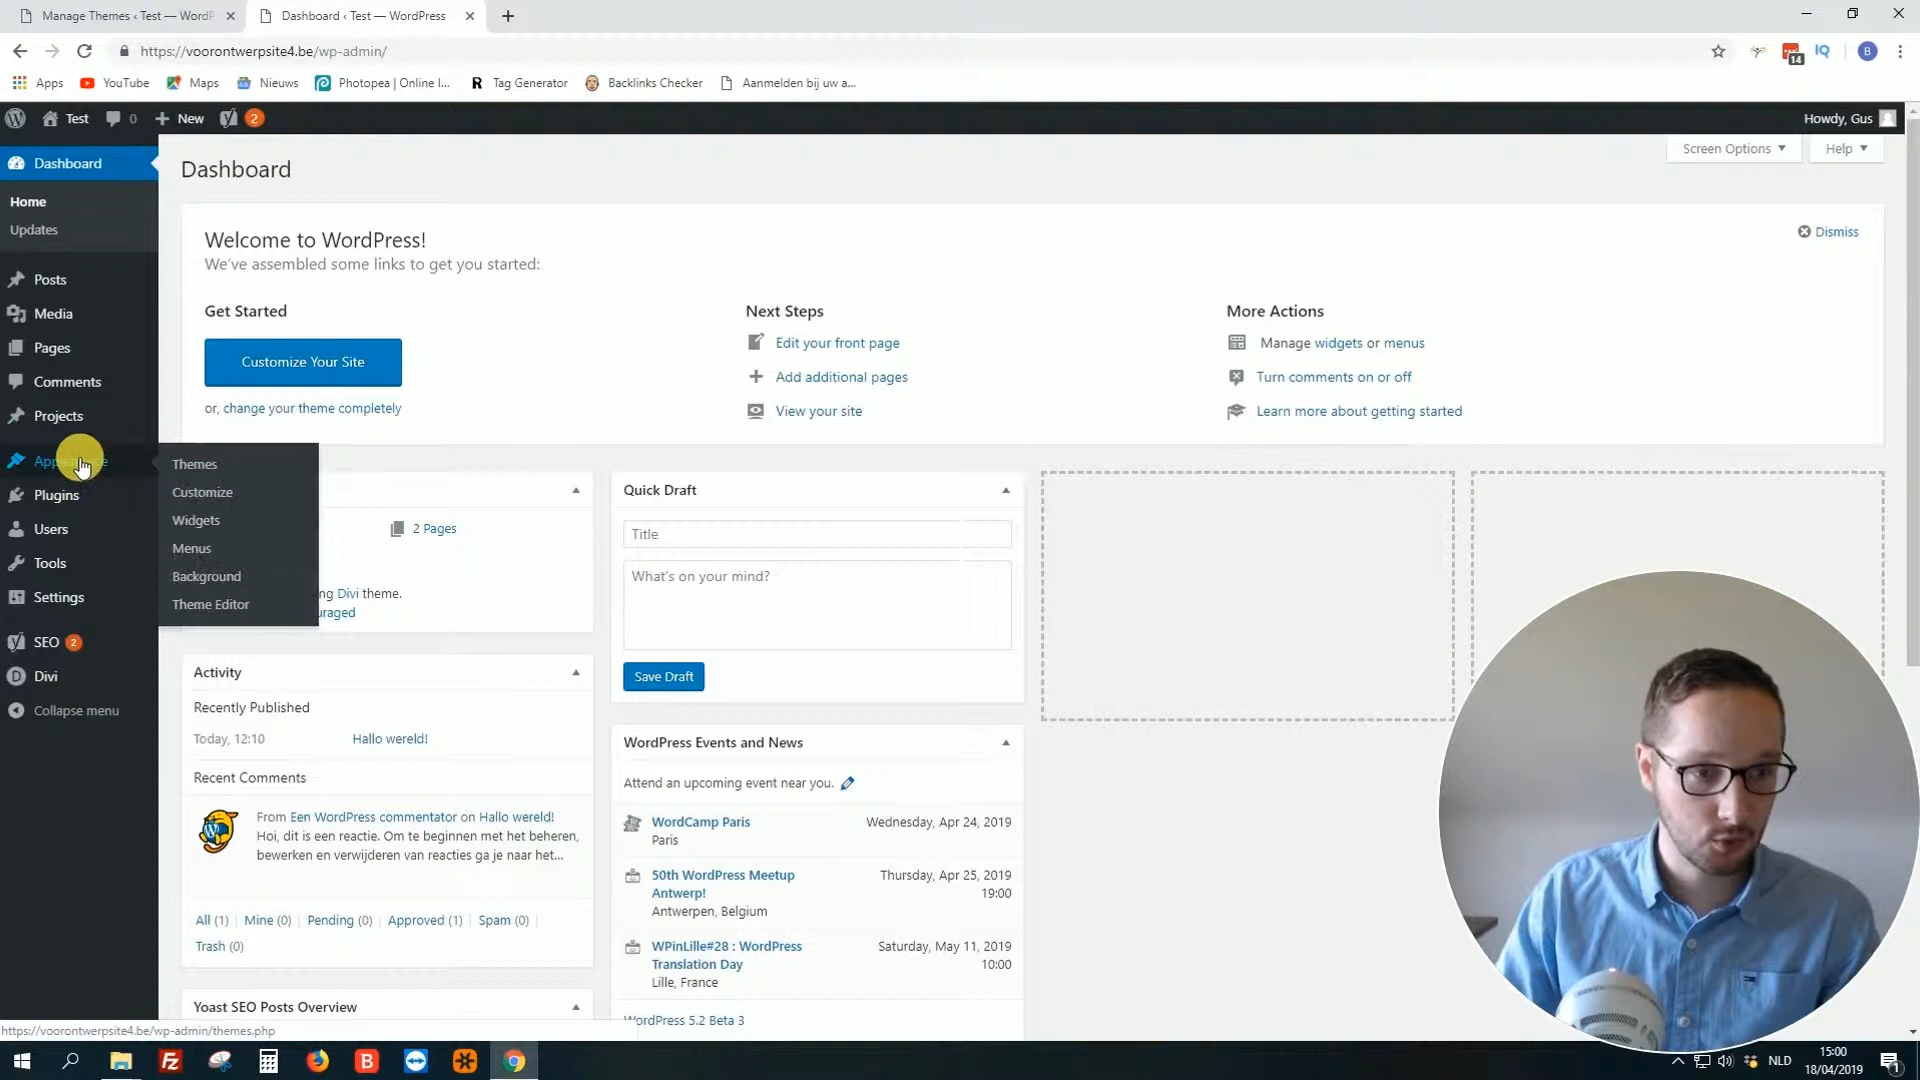 Manage Themes ‹ Test — WordP
Dashboard ‹ Test — WordPress
https://voorontwerpsite4.be/wp-admin/
14
B
Apps
YouTube
Maps
Nieuws
Photopea | Online I...
Tag Generator
Backlinks Checker
Aanmelden bij uw a...
Test
0
New
2
Howdy, Gus
Dashboard
Home
Updates
Posts
Media
Pages
Comments
Projects
Plugins
Users
Tools
Settings
SEO 2
Divi
Collapse menu
Themes
Customize
Widgets
Menus
Background
Theme Editor
Dashboard
Screen Options
Help
Welcome to WordPress!
We've assembled some links to get you started:
Dismiss
Get Started
Customize Your Site
or, change your theme completely
Next Steps
Edit your front page
Add additional pages
View your site
More Actions
Manage widgets or menus
Turn comments on or off
Learn more about getting started
2 Pages
ng Divi theme.
uraged
Activity
Recently Published
Today, 12:10
Hallo wereld!
Recent Comments
From Een WordPress commentator on Hallo wereld!
Hoi, dit is een reactie. Om te beginnen met het beheren,
bewerken en verwijderen van reacties ga je naar het...
All (1) | Mine (0) | Pending (0) | Approved (1) | Spam (0) |
Trash (0)
Yoast SEO Posts Overview
Quick Draft
Title
What's on your mind?
Save Draft
WordPress Events and News
Attend an upcoming event near you.
WordCamp Paris
Paris
Wednesday, Apr 24, 2019
50th WordPress Meetup
Antwerp!
Antwerpen, Belgium
Thursday, Apr 25, 2019
19:00
WPinLille#28 : WordPress
Translation Day
Lille, France
Saturday, May 11, 2019
10:00
WordPress 5.2 Beta 3
https://voorontwerpsite4.be/wp-admin/themes.php
NLD
15:00
18/04/2019
1